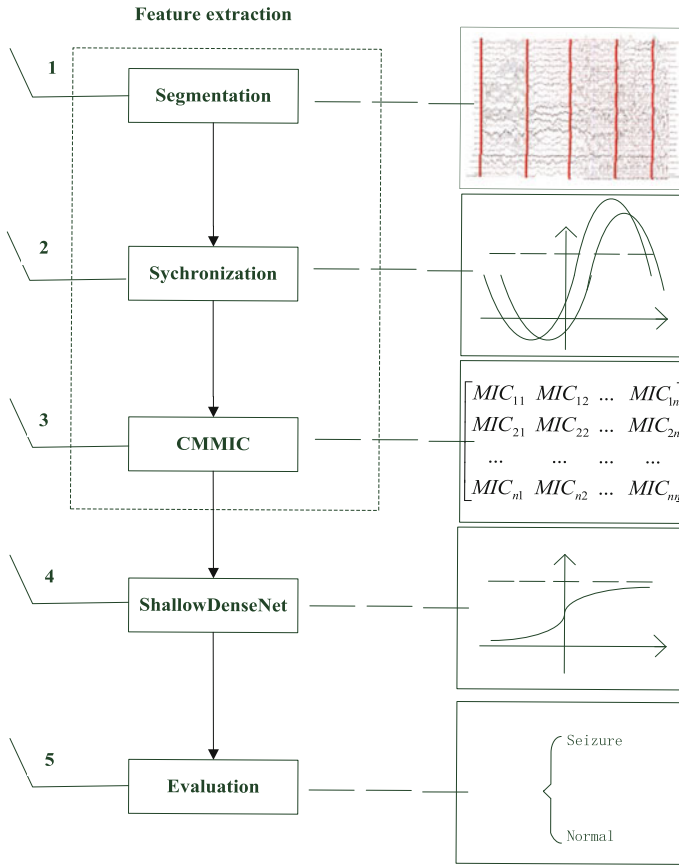 Feature extraction
1
Segmentation
2
Sychronization
3
CMMIC
MIC₁₁ MIC₁₂ ... MIC₁ₙ
MIC₂₁ MIC₂₂ ... MIC₂ₙ
... ... ... ...
MICₙ₁ MICₙ₂ ... MICₙₙ
4
ShallowDenseNet
5
Evaluation
Seizure
Normal